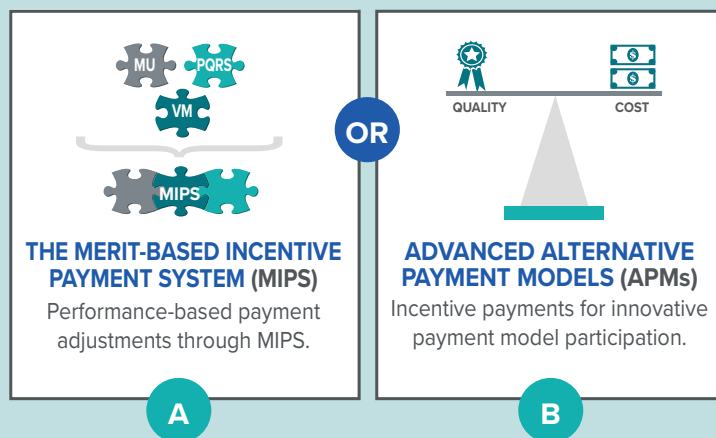 MU
PQRS
VM
MIPS
THE MERIT-BASED INCENTIVE
PAYMENT SYSTEM (MIPS)
Performance-based payment
adjustments through MIPS.
A
OR
$
$
QUALITY
COST
ADVANCED ALTERNATIVE
PAYMENT MODELS (APMs)
Incentive payments for innovative
payment model participation.
B